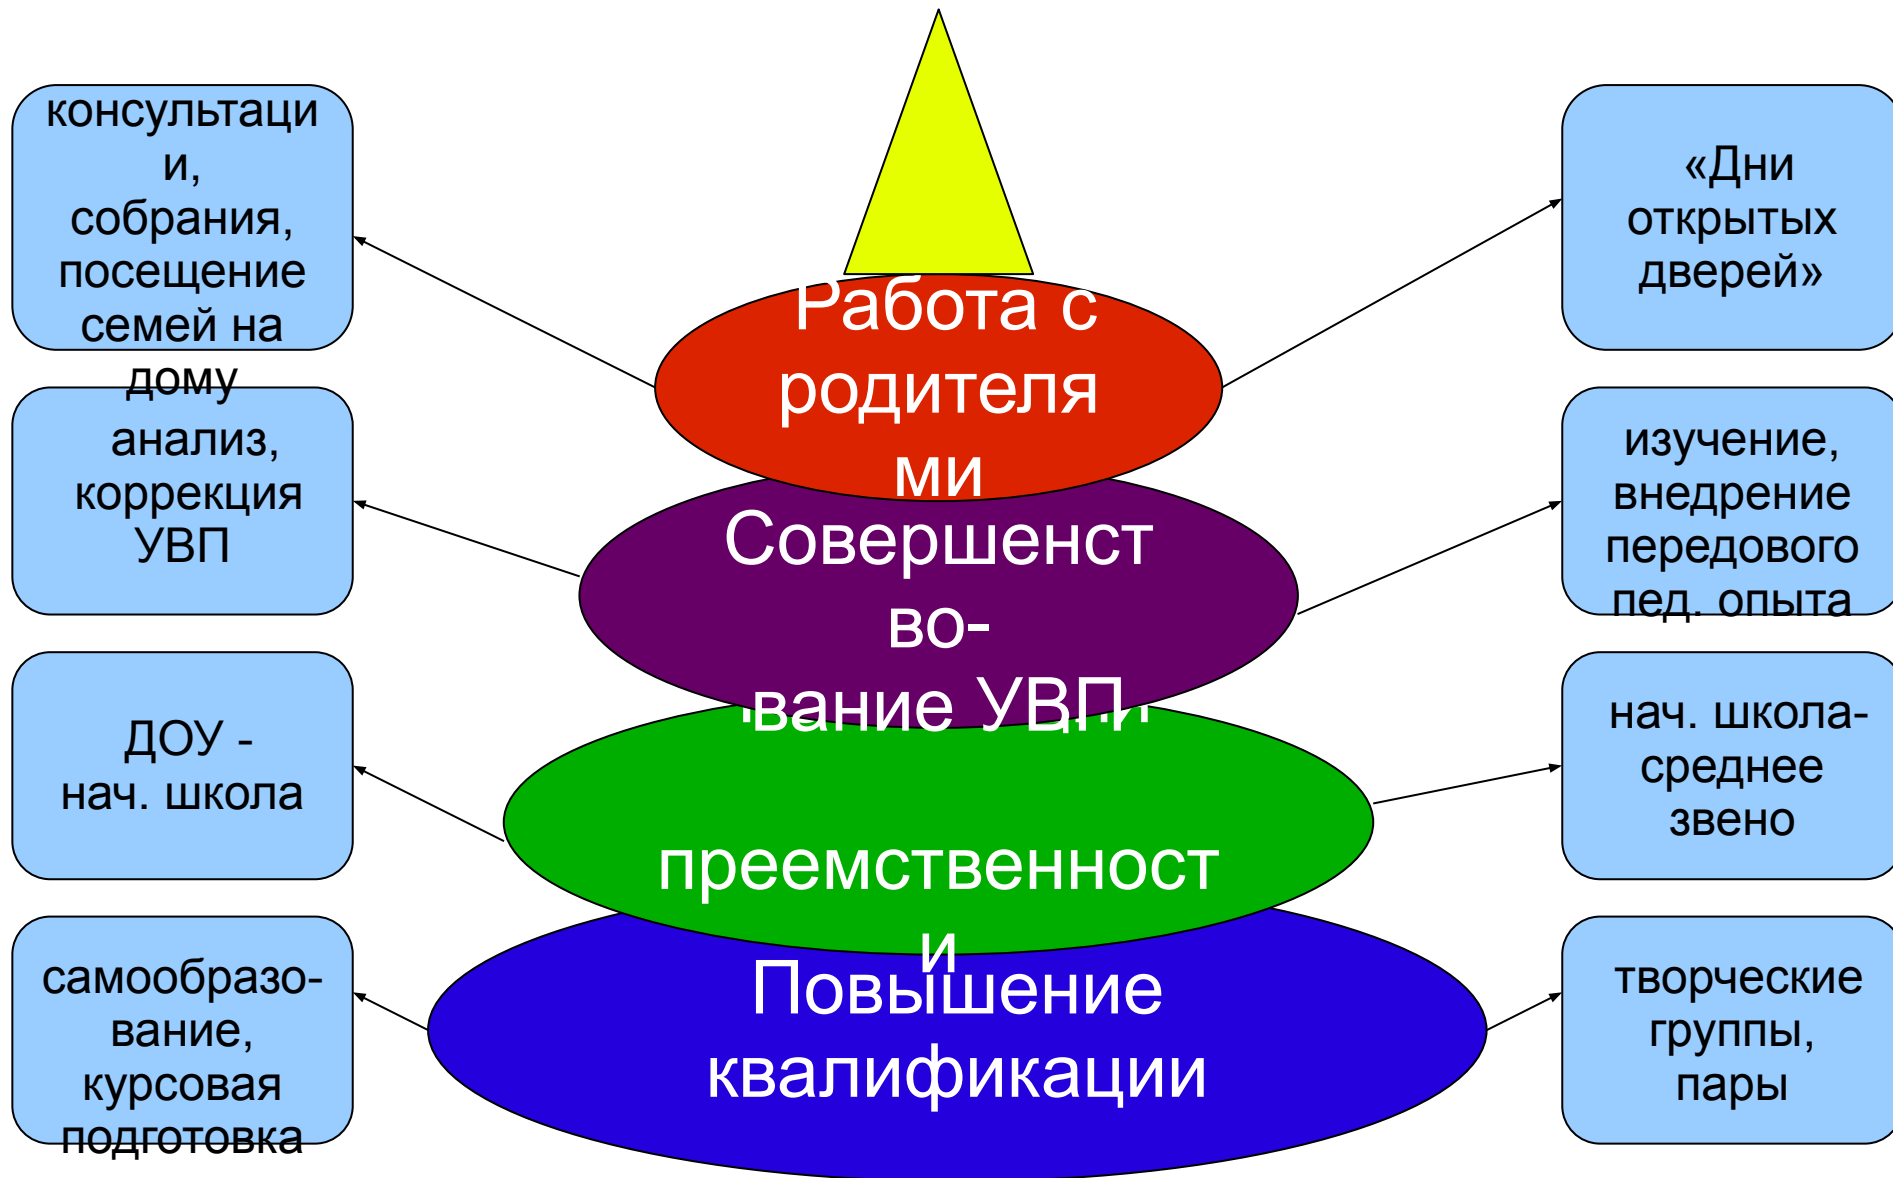 консультаци
и,
собрания,
посещение
семей на
дому
«Дни
открытых
дверей»
Работа с
родителя
ми
анализ,
коррекция
УВП
изучение,
внедрение
передового
пед. опыта
Совершенст
во-
вание УВП
ДОУ -
нач. школа
нач. школа-
среднее
звено
преемственност
и
самообразо-
вание,
курсовая
подготовка
творческие
группы,
пары
Повышение
квалификации